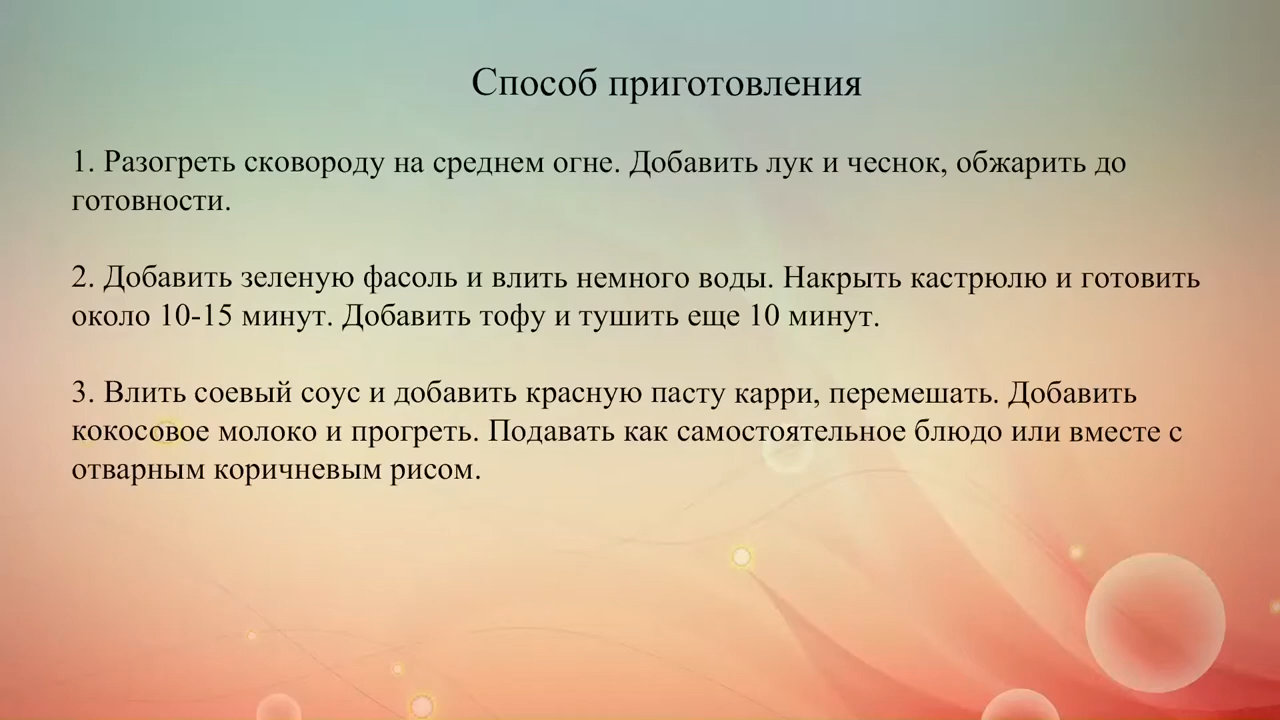 Способ приготовления
1. Разогреть сковороду на среднем огне. Добавить лук и чеснок, обжарить до
готовности.
2. Добавить зеленую фасоль и влить немного воды. Накрыть кастрюлю и готовить
около 10-15 минут. Добавить тофу и тушить еще 10 минут.
3. Влить соевый соус и добавить красную пасту карри, перемешать. Добавить
кокосовое молоко и прогреть. Подавать как самостоятельное блюдо или вместе с
отварным коричневым рисом.